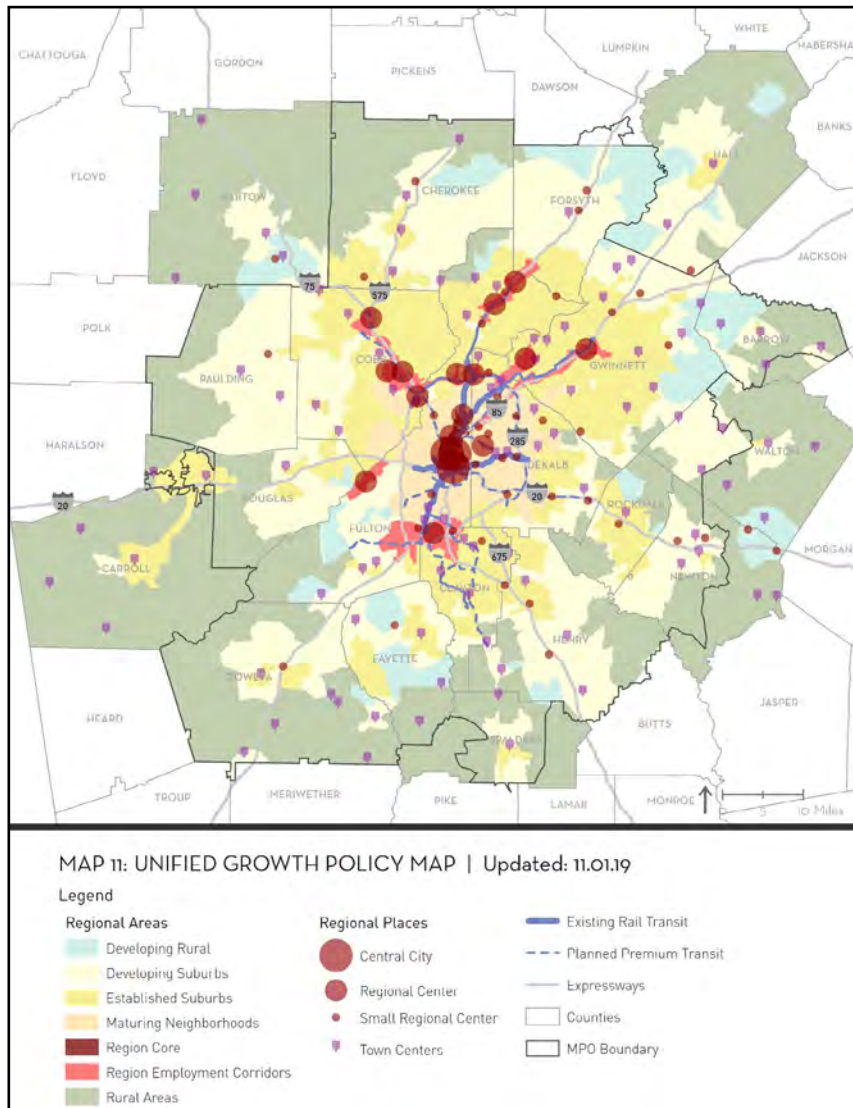 WHITE
LUMPKIN
HABERSHA
CHATTOUGA
GORDON
PICKENS
DAWSON
BANKS
HALL
FLOYD
CHEROKEE
BARTOW
FORSYTH
JACKSON
75
575
POLK
BARROW
COBB
GWINNETT
PAULDING
85
285
HARALSON
DEKALB
WALTON
20
DOUGLAS
20
ROCKDALE
FULTON
MORGAN
675
CARROLL
NEWTON
CLAYTON
HENRY
FAYETTE
COWETA
JASPER
HEARD
BUTTS
SPALDING
TROUP
MERIWETHER
PIKE
LAMAR
MONROE
0 5 10 Miles
MAP 11: UNIFIED GROWTH POLICY MAP | Updated: 11.01.19
Legend
Regional Areas
Developing Rural
Developing Suburbs
Established Suburbs
Maturing Neighborhoods
Region Core
Region Employment Corridors
Rural Areas
Regional Places
Central City
Regional Center
Small Regional Center
Town Centers
Existing Rail Transit
Planned Premium Transit
Expressways
Counties
MPO Boundary